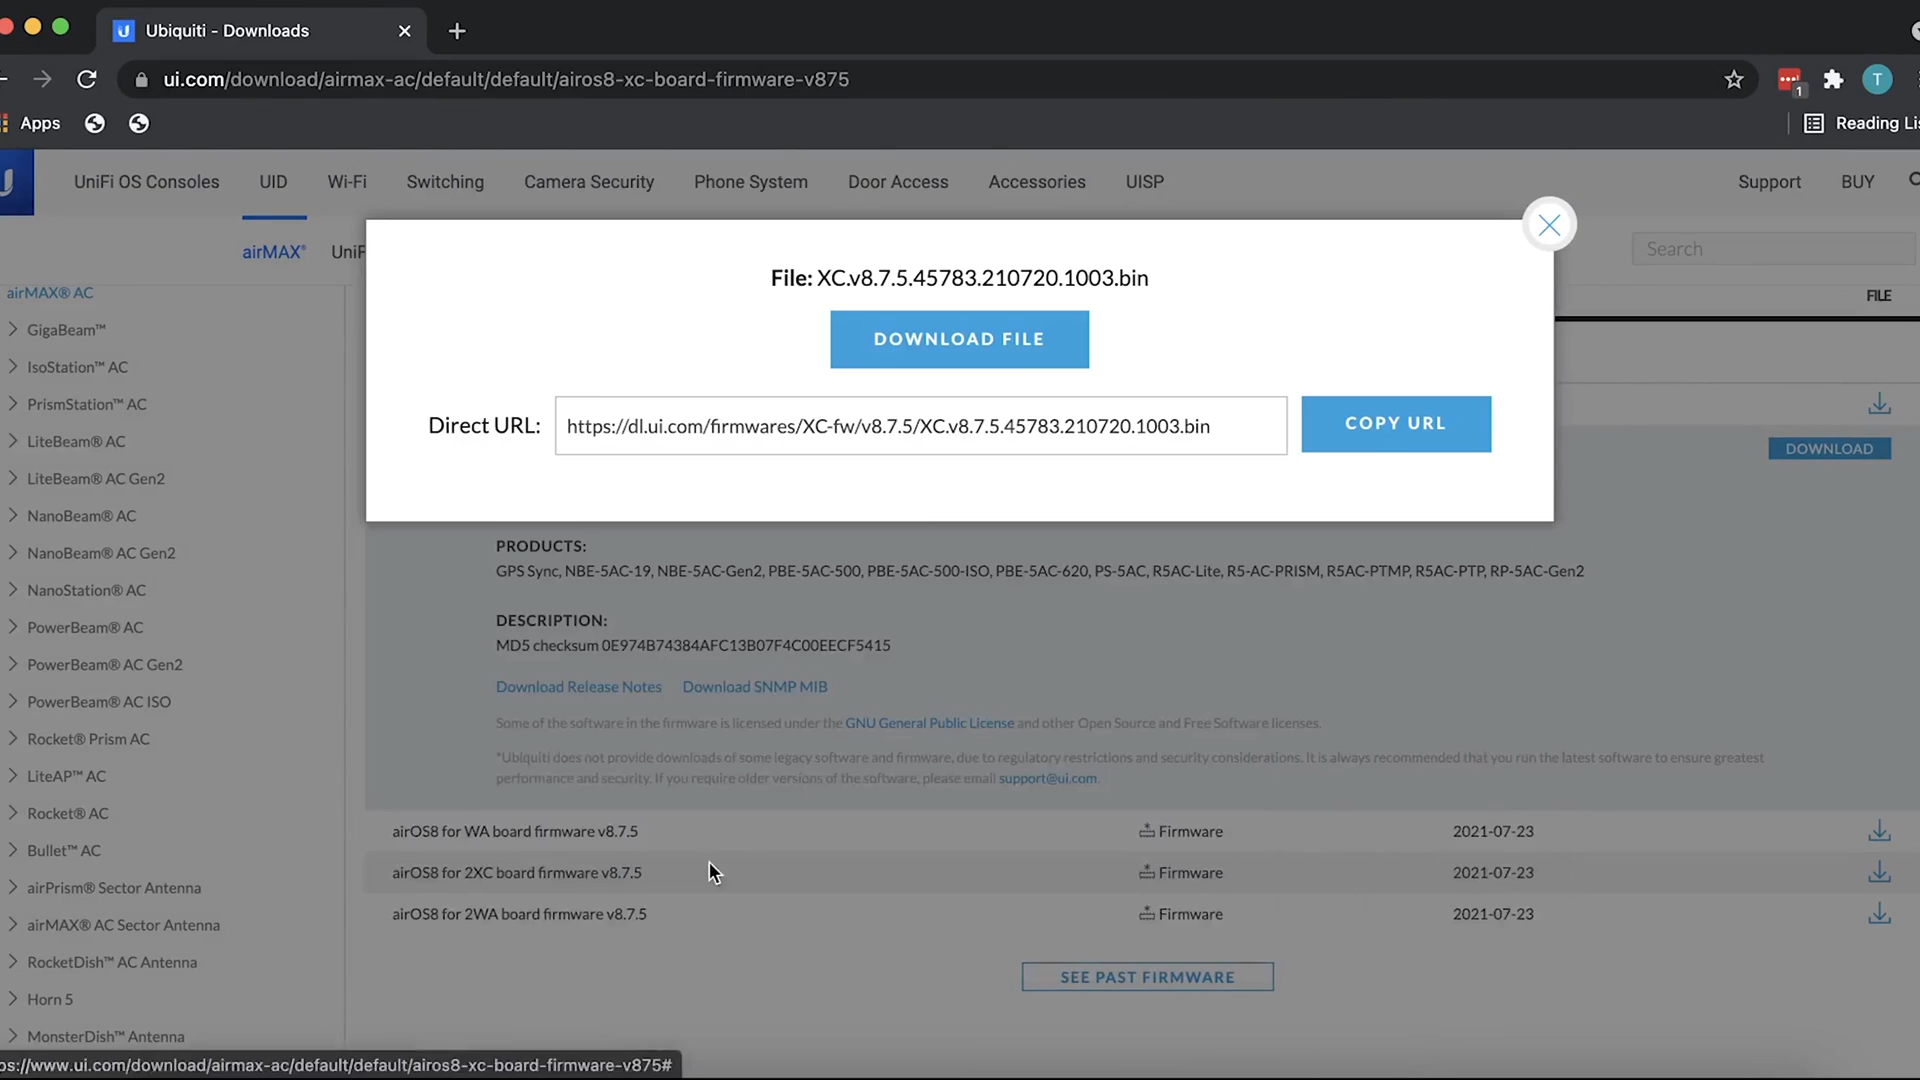 Ubiquiti - Downloads
ui.com/download/airmax-ac/default/default/airos8-xc-board-firmware-v875
1
T
Apps
Reading Lis
UniFi OS Consoles UID Wi-Fi Switching Camera Security Phone System Door Access Accessories UISP Support BUY
airMAX® UniF
Search
FILE
File: XC.v8.7.5.45783.210720.1003.bin
DOWNLOAD FILE
Direct URL: https://dl.ui.com/firmwares/XC-fw/v8.7.5/XC.v8.7.5.45783.210720.1003.bin COPY URL
DOWNLOAD
airMAX® AC
GigaBeam™
IsoStation™ AC
PrismStation™ AC
LiteBeam® AC
LiteBeam® AC Gen2
NanoBeam® AC
NanoBeam® AC Gen2
NanoStation® AC
PowerBeam® AC
PowerBeam® AC Gen2
PowerBeam® AC ISO
Rocket® Prism AC
LiteAP™ AC
Rocket® AC
Bullet™ AC
airPrism® Sector Antenna
airMAX® AC Sector Antenna
RocketDish™ AC Antenna
Horn 5
MonsterDish™ Antenna
PRODUCTS:
GPS Sync, NBE-5AC-19, NBE-5AC-Gen2, PBE-5AC-500, PBE-5AC-500-ISO, PBE-5AC-620, PS-5AC, R5AC-Lite, R5-AC-PRISM, R5AC-PTMP, R5AC-PTP, RP-5AC-Gen2
DESCRIPTION:
MD5 checksum 0E974B74384AFC13B07F4C00EECF5415
Download Release Notes Download SNMP MIB
Some of the software in the firmware is licensed under the GNU General Public License and other Open Source and Free Software licenses.
*Ubiquiti does not provide downloads of some legacy software and firmware, due to regulatory restrictions and security considerations. It is always recommended that you run the latest software to ensure greatest
performance and security. If you require older versions of the software, please email support@ui.com.
airOS8 for WA board firmware v8.7.5 Firmware 2021-07-23
airOS8 for 2XC board firmware v8.7.5 Firmware 2021-07-23
airOS8 for 2WA board firmware v8.7.5 Firmware 2021-07-23
SEE PAST FIRMWARE
ps://www.ui.com/download/airmax-ac/default/default/airos8-xc-board-firmware-v875#